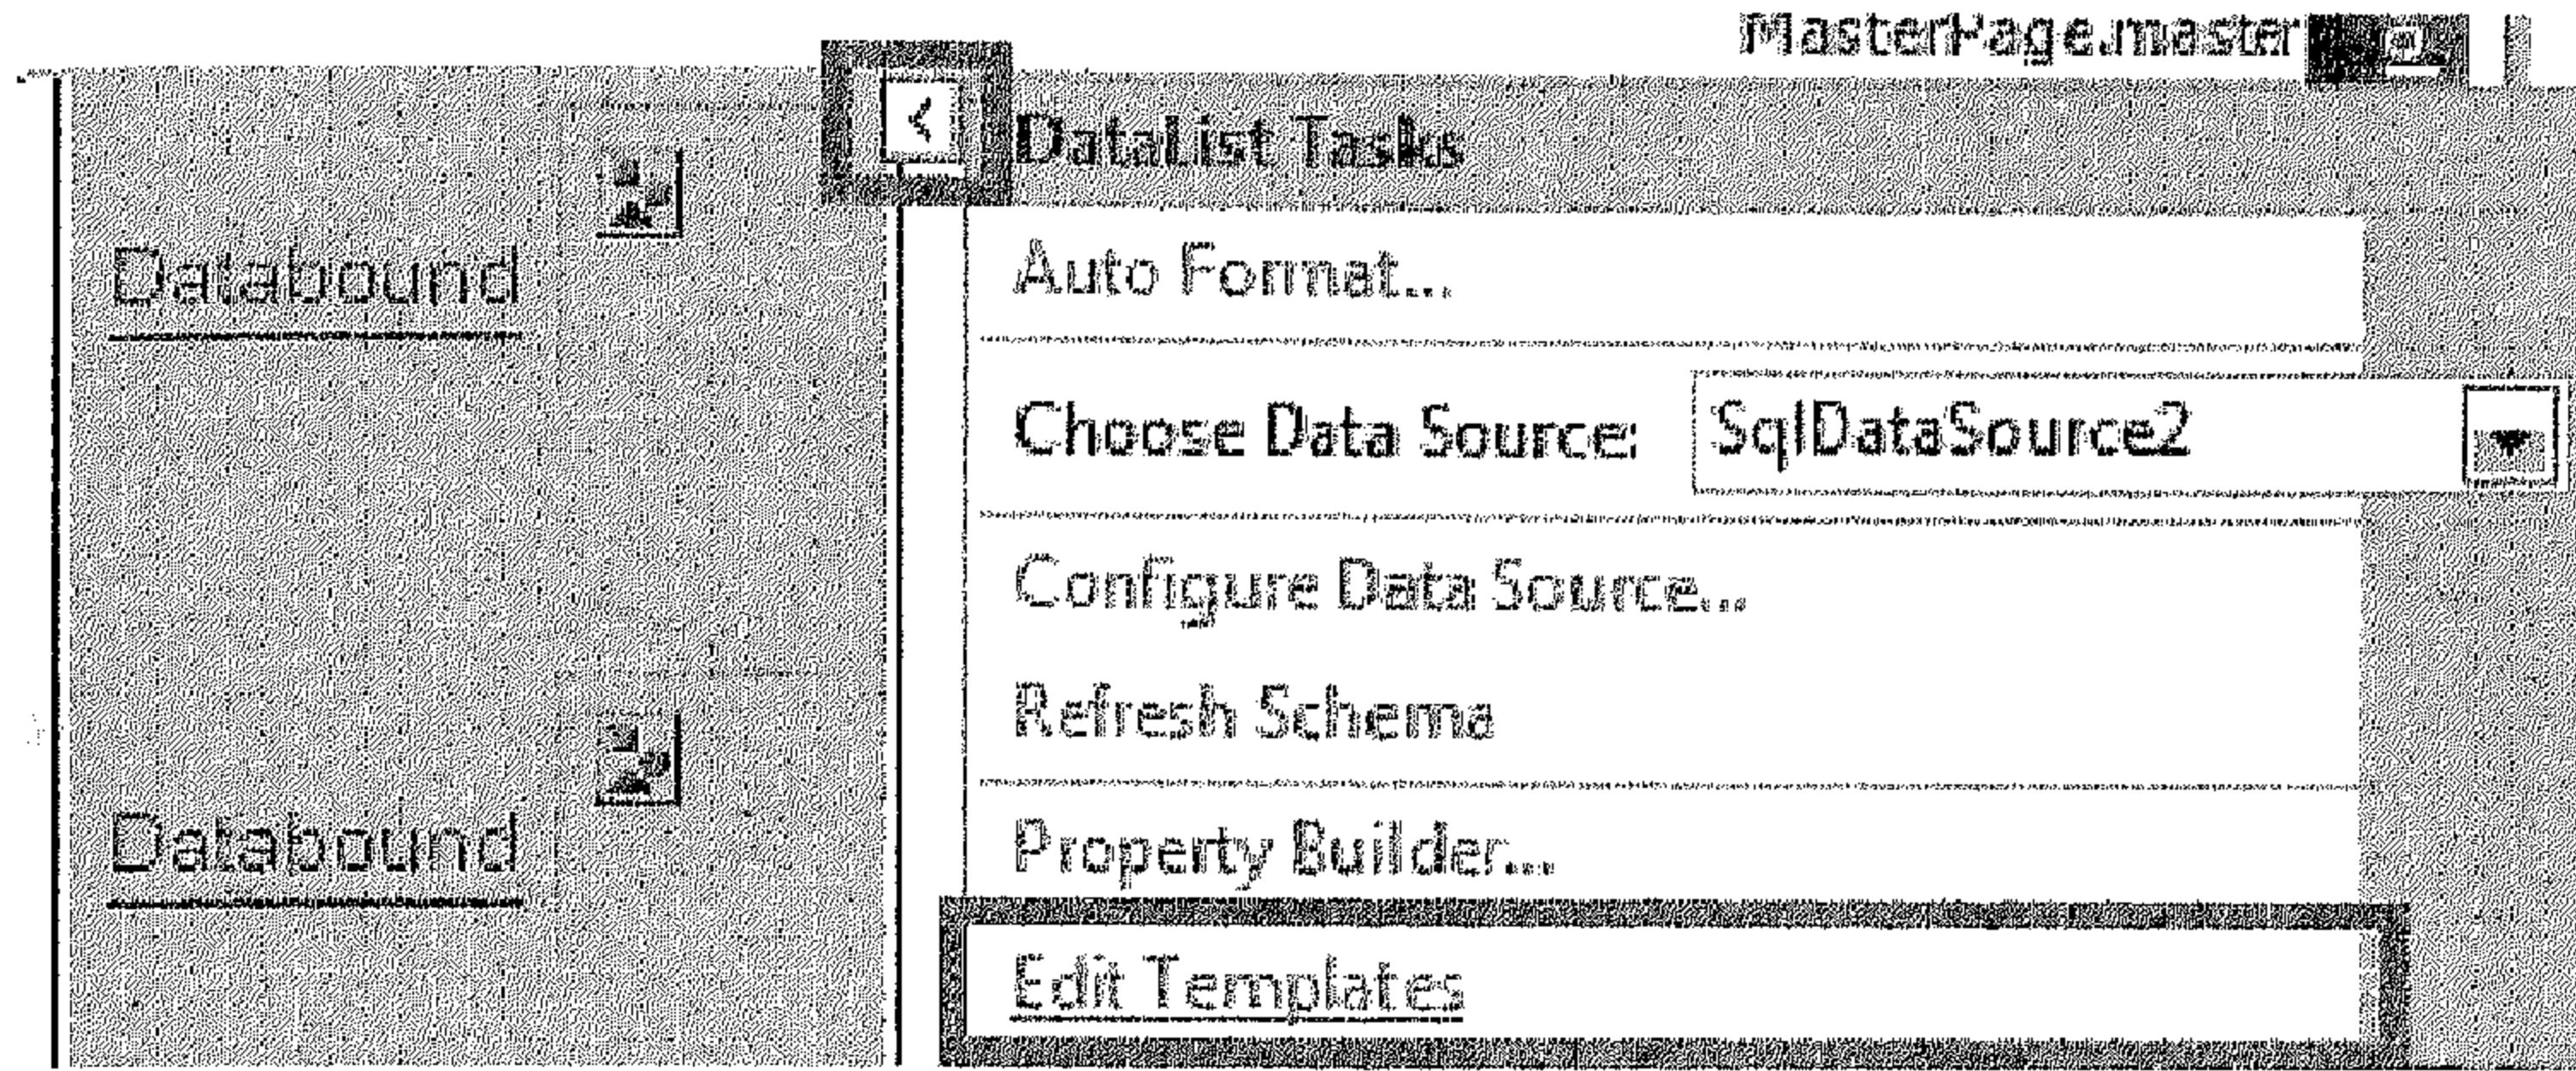 MasterPage.master
DataList Tasks
Databound
Auto Format...
Choose Data Source: SqlDataSource2
Configure Data Source...
Refresh Schema
Databound
Property Builder...
Edit Templates